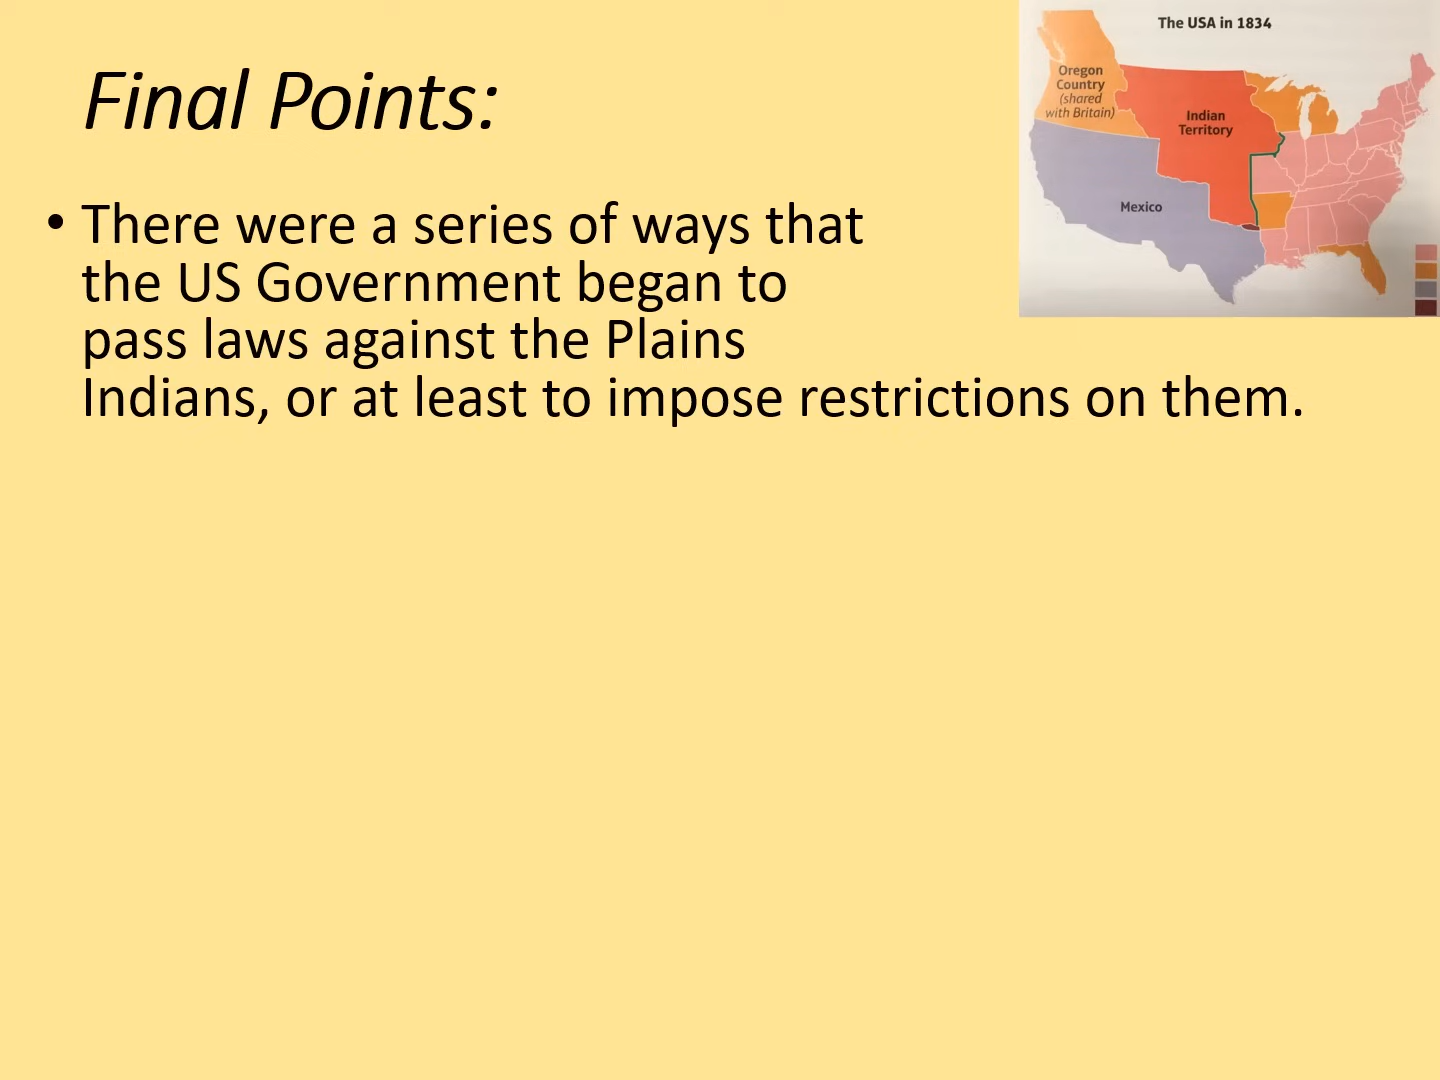 Final Points:
• There were a series of ways that
the US Government began to
pass laws against the Plains
Indians, or at least to impose restrictions on them.
The USA in 1834
Oregon
Country
(shared
with Britain)
Indian
Territory
Mexico